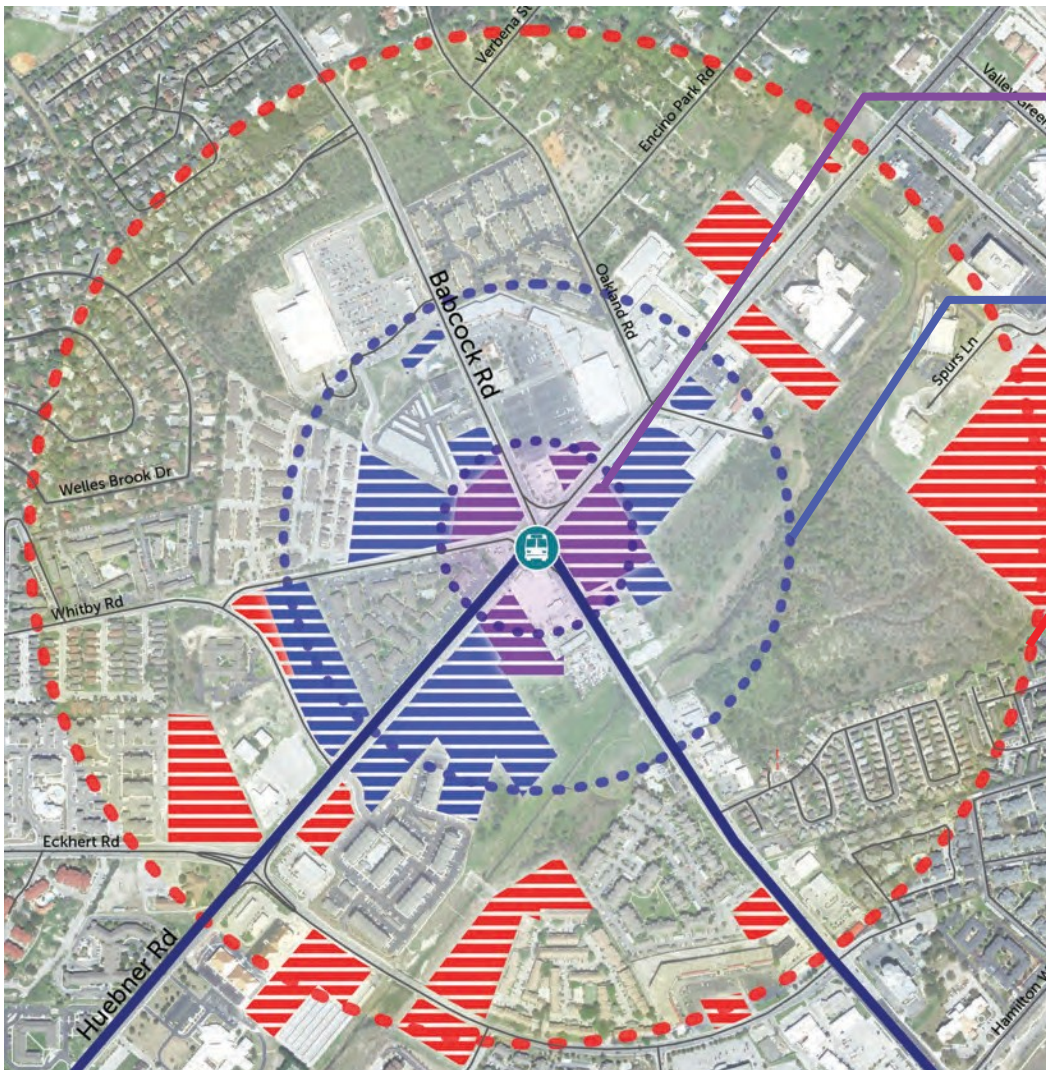 Verbena St
Valley Green
Encino Park Rd
Babcock Rd
Oakland Rd
Spurs Ln
Welles Brook Dr
Whitby Rd
Eckhert Rd
Huebner Rd
Hamilton W